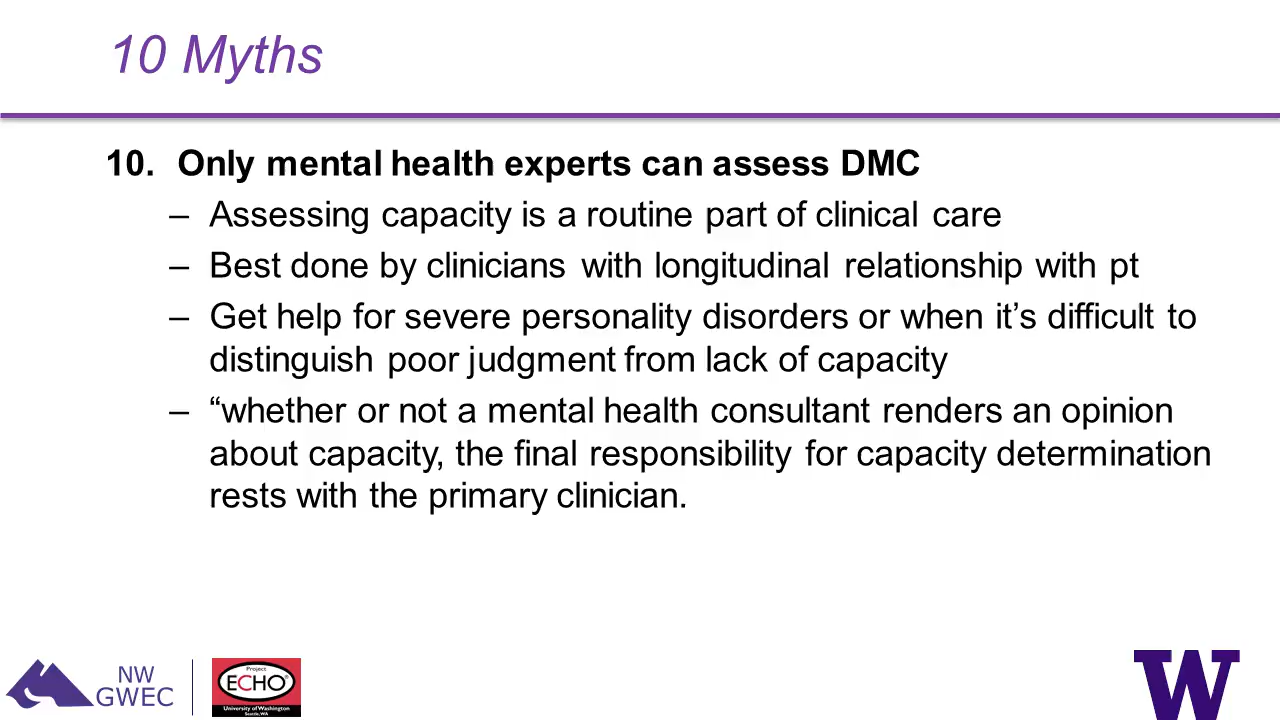 10 Myths
10. Only mental health experts can assess DMC
– Assessing capacity is a routine part of clinical care
– Best done by clinicians with longitudinal relationship with pt
– Get help for severe personality disorders or when it’s difficult to
distinguish poor judgment from lack of capacity
– “whether or not a mental health consultant renders an opinion
about capacity, the final responsibility for capacity determination
rests with the primary clinician.
NW
GWEC
Project
ECHO®
University of Washington
Seattle, WA
W